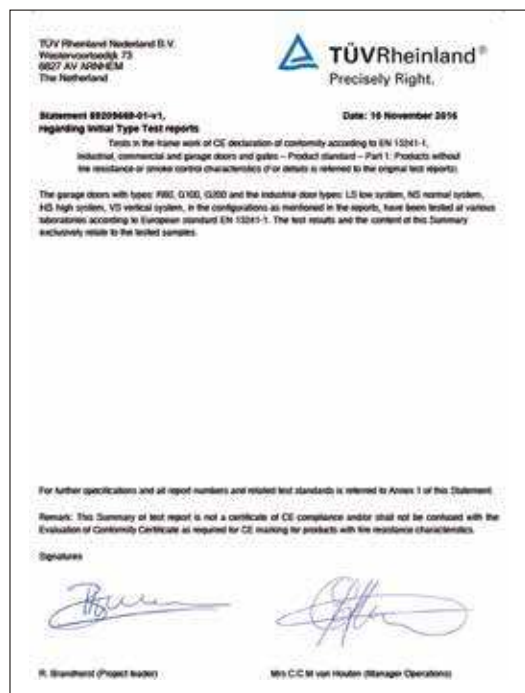 TÜV Rheinland Nederland B.V.
Westervoortsedijk 73
6827 AV ARNHEM
The Netherland
TÜVRheinland®
Precisely Right.
Statement
regarding Initial Type Test reports
Date: 10 November 2016
Tests in the frame work of CE declaration of conformity according to EN 13241-1,
Industrial, commercial and garage doors and gates – Product standard – Part 1: Products without
fire resistance or smoke control characteristics (For details is referred to the original test reports).
The garage doors with types: G100, G200 and the industrial door types: LS low system, NS normal system,
HS high system, VS vertical system, in the configurations as mentioned in the reports, have been tested at various
laboratories according to European standard EN 13241-1. The test results and the content of this Summary
exclusively relate to the tested samples.
For further specifications and all report numbers and related test standards is referred to Annex 1 of this Statement.
Remark: This Summary of test report is not a certificate of CE compliance and/or shall not be confused with the
Evaluation of Conformity Certificate as required for CE marking for products with fire resistance characteristics.
Signatures
R. Brandhorst (Project leader)
Mrs C.C.M van Houten (Manager Operations)